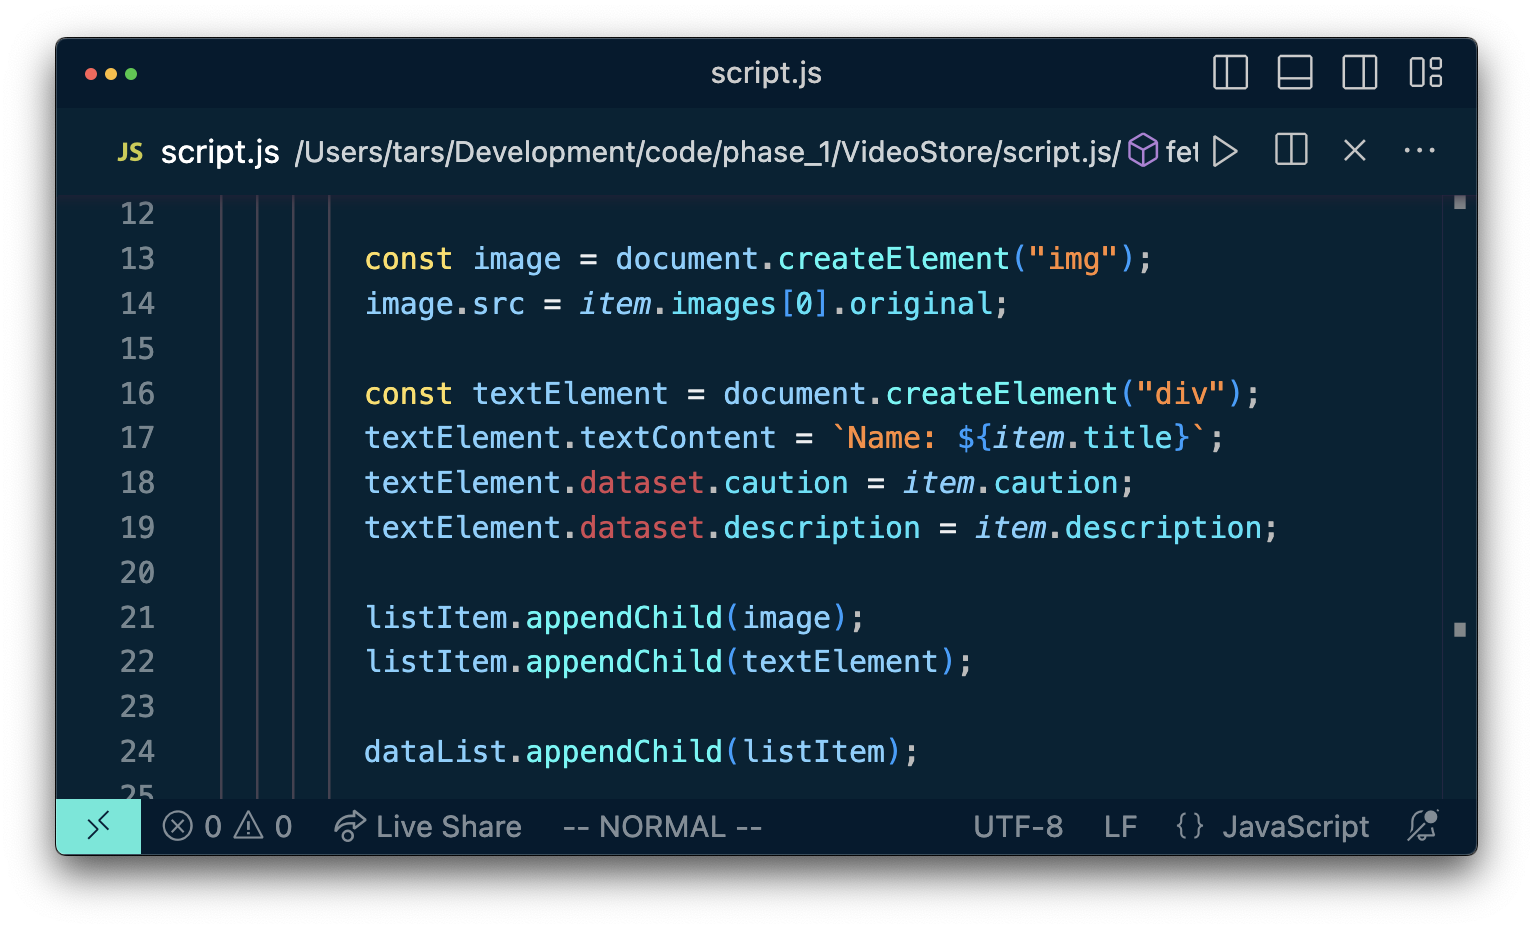 script.js
JS script.js /Users/tars/Development/code/phase_1/VideoStore/script.js/ fet
12
13 const image = document.createElement("img");
14 image.src = item.images[0].original;
15
16 const textElement = document.createElement("div");
17 textElement.textContent = `Name: ${item.title}`;
18 textElement.dataset.caution = item.caution;
19 textElement.dataset.description = item.description;
20
21 listItem.appendChild(image);
22 listItem.appendChild(textElement);
23
24 dataList.appendChild(listItem);
25
0 0 Live Share -- NORMAL -- UTF-8 LF {} JavaScript